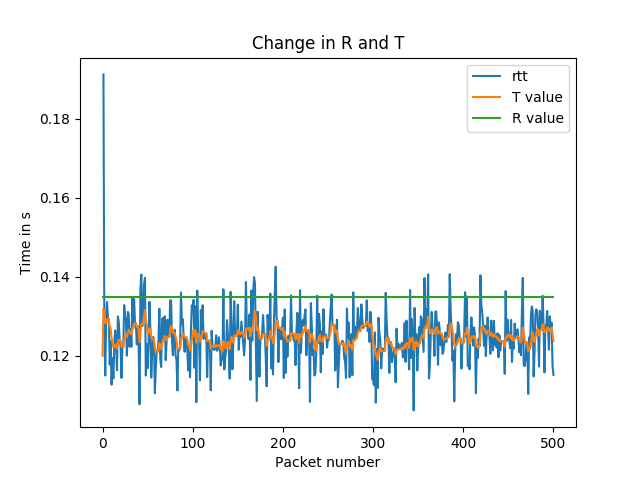 Change in R and T
rtt
T value
R value
0.18
0.16
0.14
0.12
Time in s
0
100
200
300
400
500
Packet number